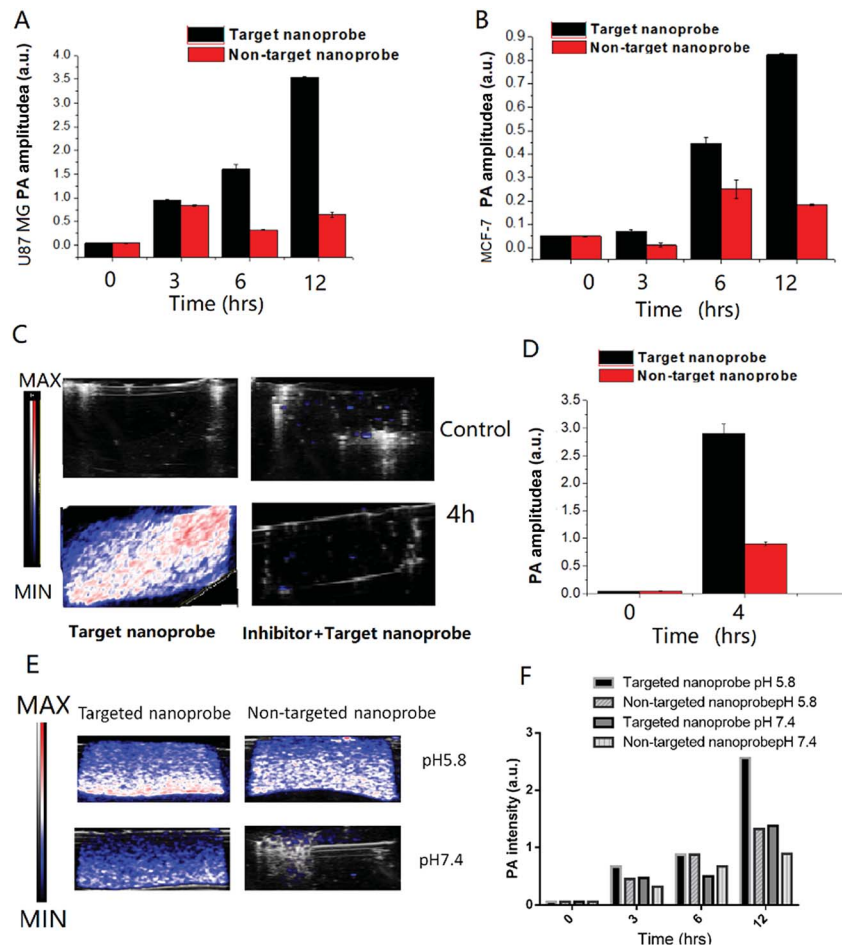 A
Target nanoprobe
Non-target nanoprobe
U87 MG PA amplitudea (a.u.)
4.0
3.5
3.0
2.5
2.0
1.5
1.0
0.5
0.0
0 3 6 12
Time (hrs)
B
Target nanoprobe
Non-target nanoprobe
MCF-7 PA amplitudea (a.u.)
0.9
0.8
0.7
0.6
0.5
0.4
0.3
0.2
0.1
0.0
0 3 6 12
Time (hrs)
C
MAX
MIN
Control
4h
Target nanoprobe Inhibitor+Target nanoprobe
D
Target nanoprobe
Non-target nanoprobe
PA amplitudea (a.u.)
3.5
3.0
2.5
2.0
1.5
1.0
0.5
0.0
0 4
Time (hrs)
E
MAX
MIN
Targeted nanoprobe Non-targeted nanoprobe
pH5.8
pH7.4
F
Targeted nanoprobe pH 5.8
Non-targeted nanoprobepH 5.8
Targeted nanoprobe pH 7.4
Non-targeted nanoprobepH 7.4
PA intensity (a.u.)
3
2
1
0
0 3 6 12
Time (hrs)